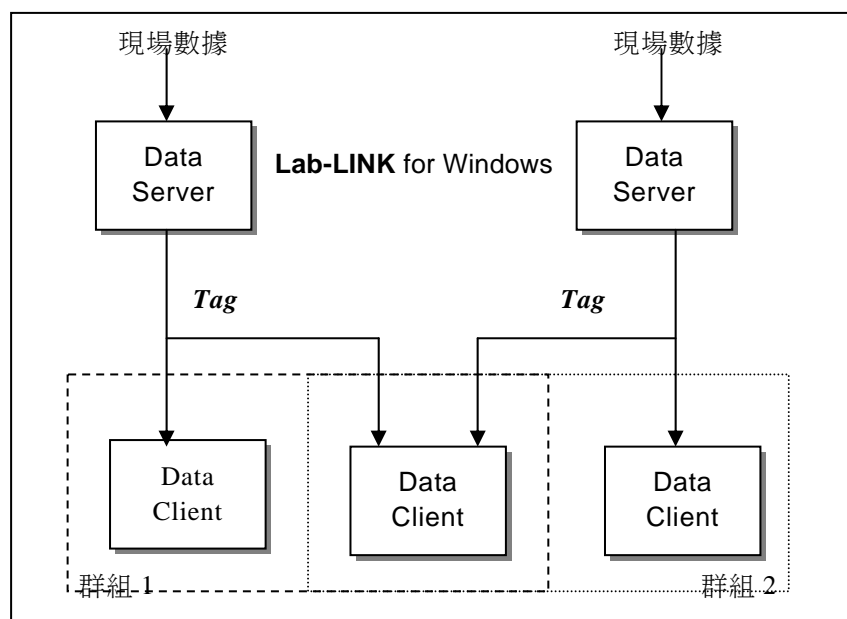 現場數據
現場數據
Data
Server
Lab-LINK for Windows
Data
Server
Tag
Tag
Data
Client
Data
Client
Data
Client
群組 1
群組 2